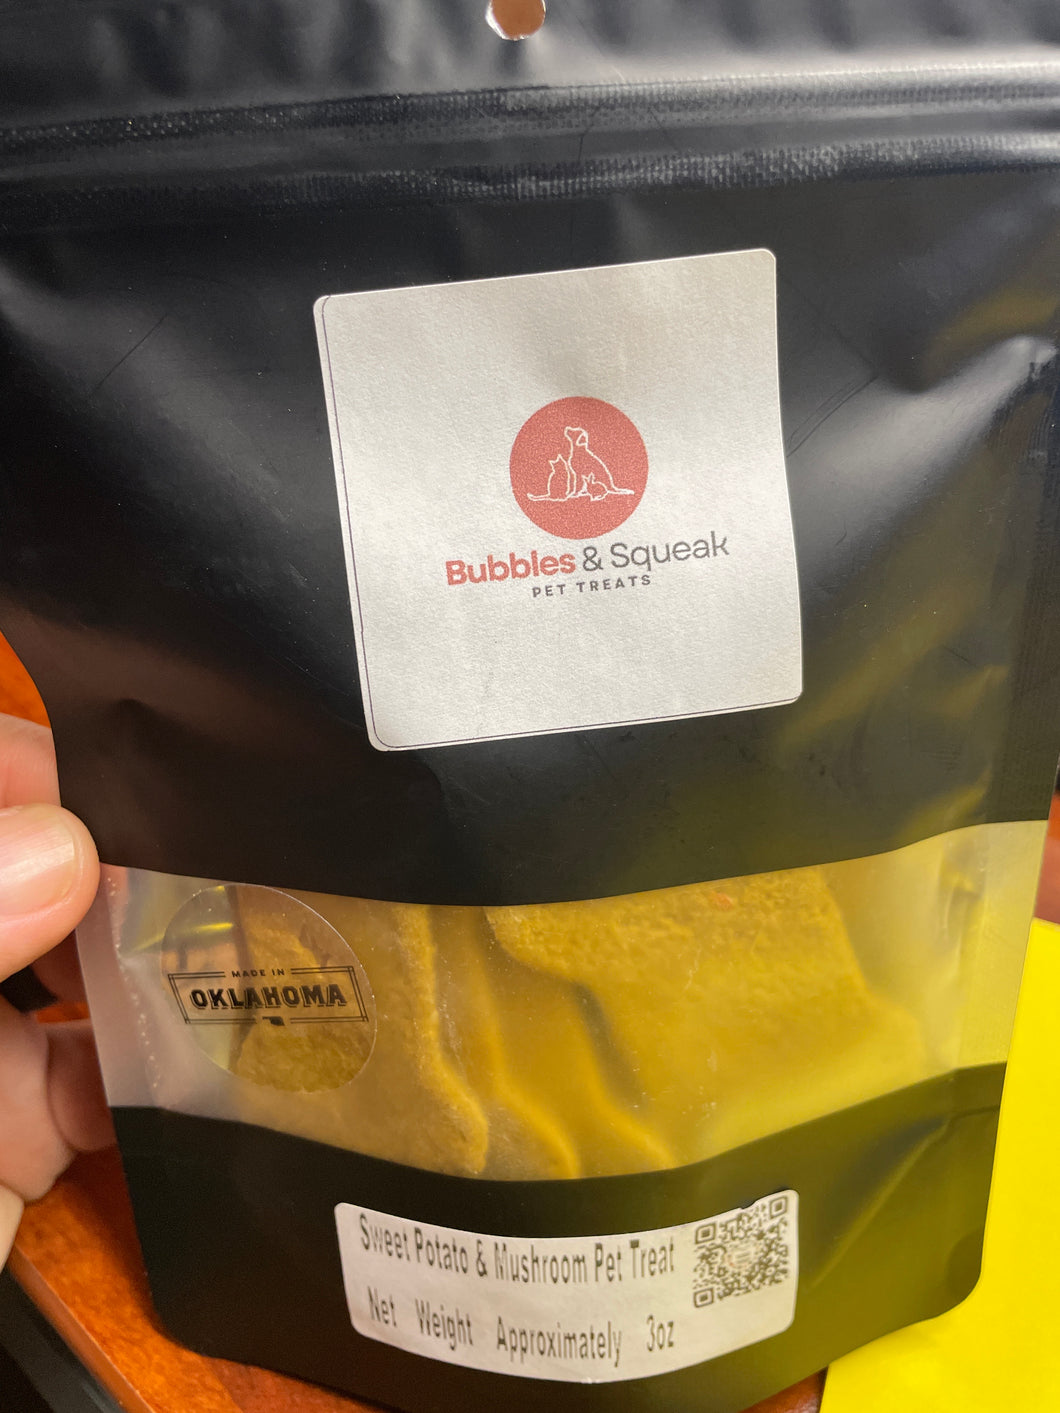 Bubbles & Squeak
PET TREATS
MADE IN
OKLAHOMA
Sweet Potato & Mushroom Pet Treat
Net Weight Approximately 3oz